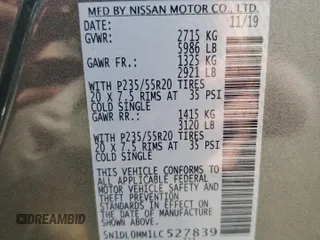 MFD BY NISSAN MOTOR CO., LTD.
DATE: 11/19
GVWR: 2715 KG
5986 LB
GAWR FR.: 1325 KG
2921 LB
WITH P235/55R20 TIRES
20 X 7.5 RIMS AT 35 PSI
COLD SINGLE
GAWR RR.: 1415 KG
3120 LB
WITH P235/55R20 TIRES
20 X 7.5 RIMS AT 35 PSI
COLD SINGLE
THIS VEHICLE CONFORMS TO
ALL APPLICABLE FEDERAL
MOTOR VEHICLE SAFETY
STANDARDS IN EFFECT ON
THE DATE OF MANUFACTURE
SHOWN ABOVE.
5N1DL0MM1LC527839
DREAMBID